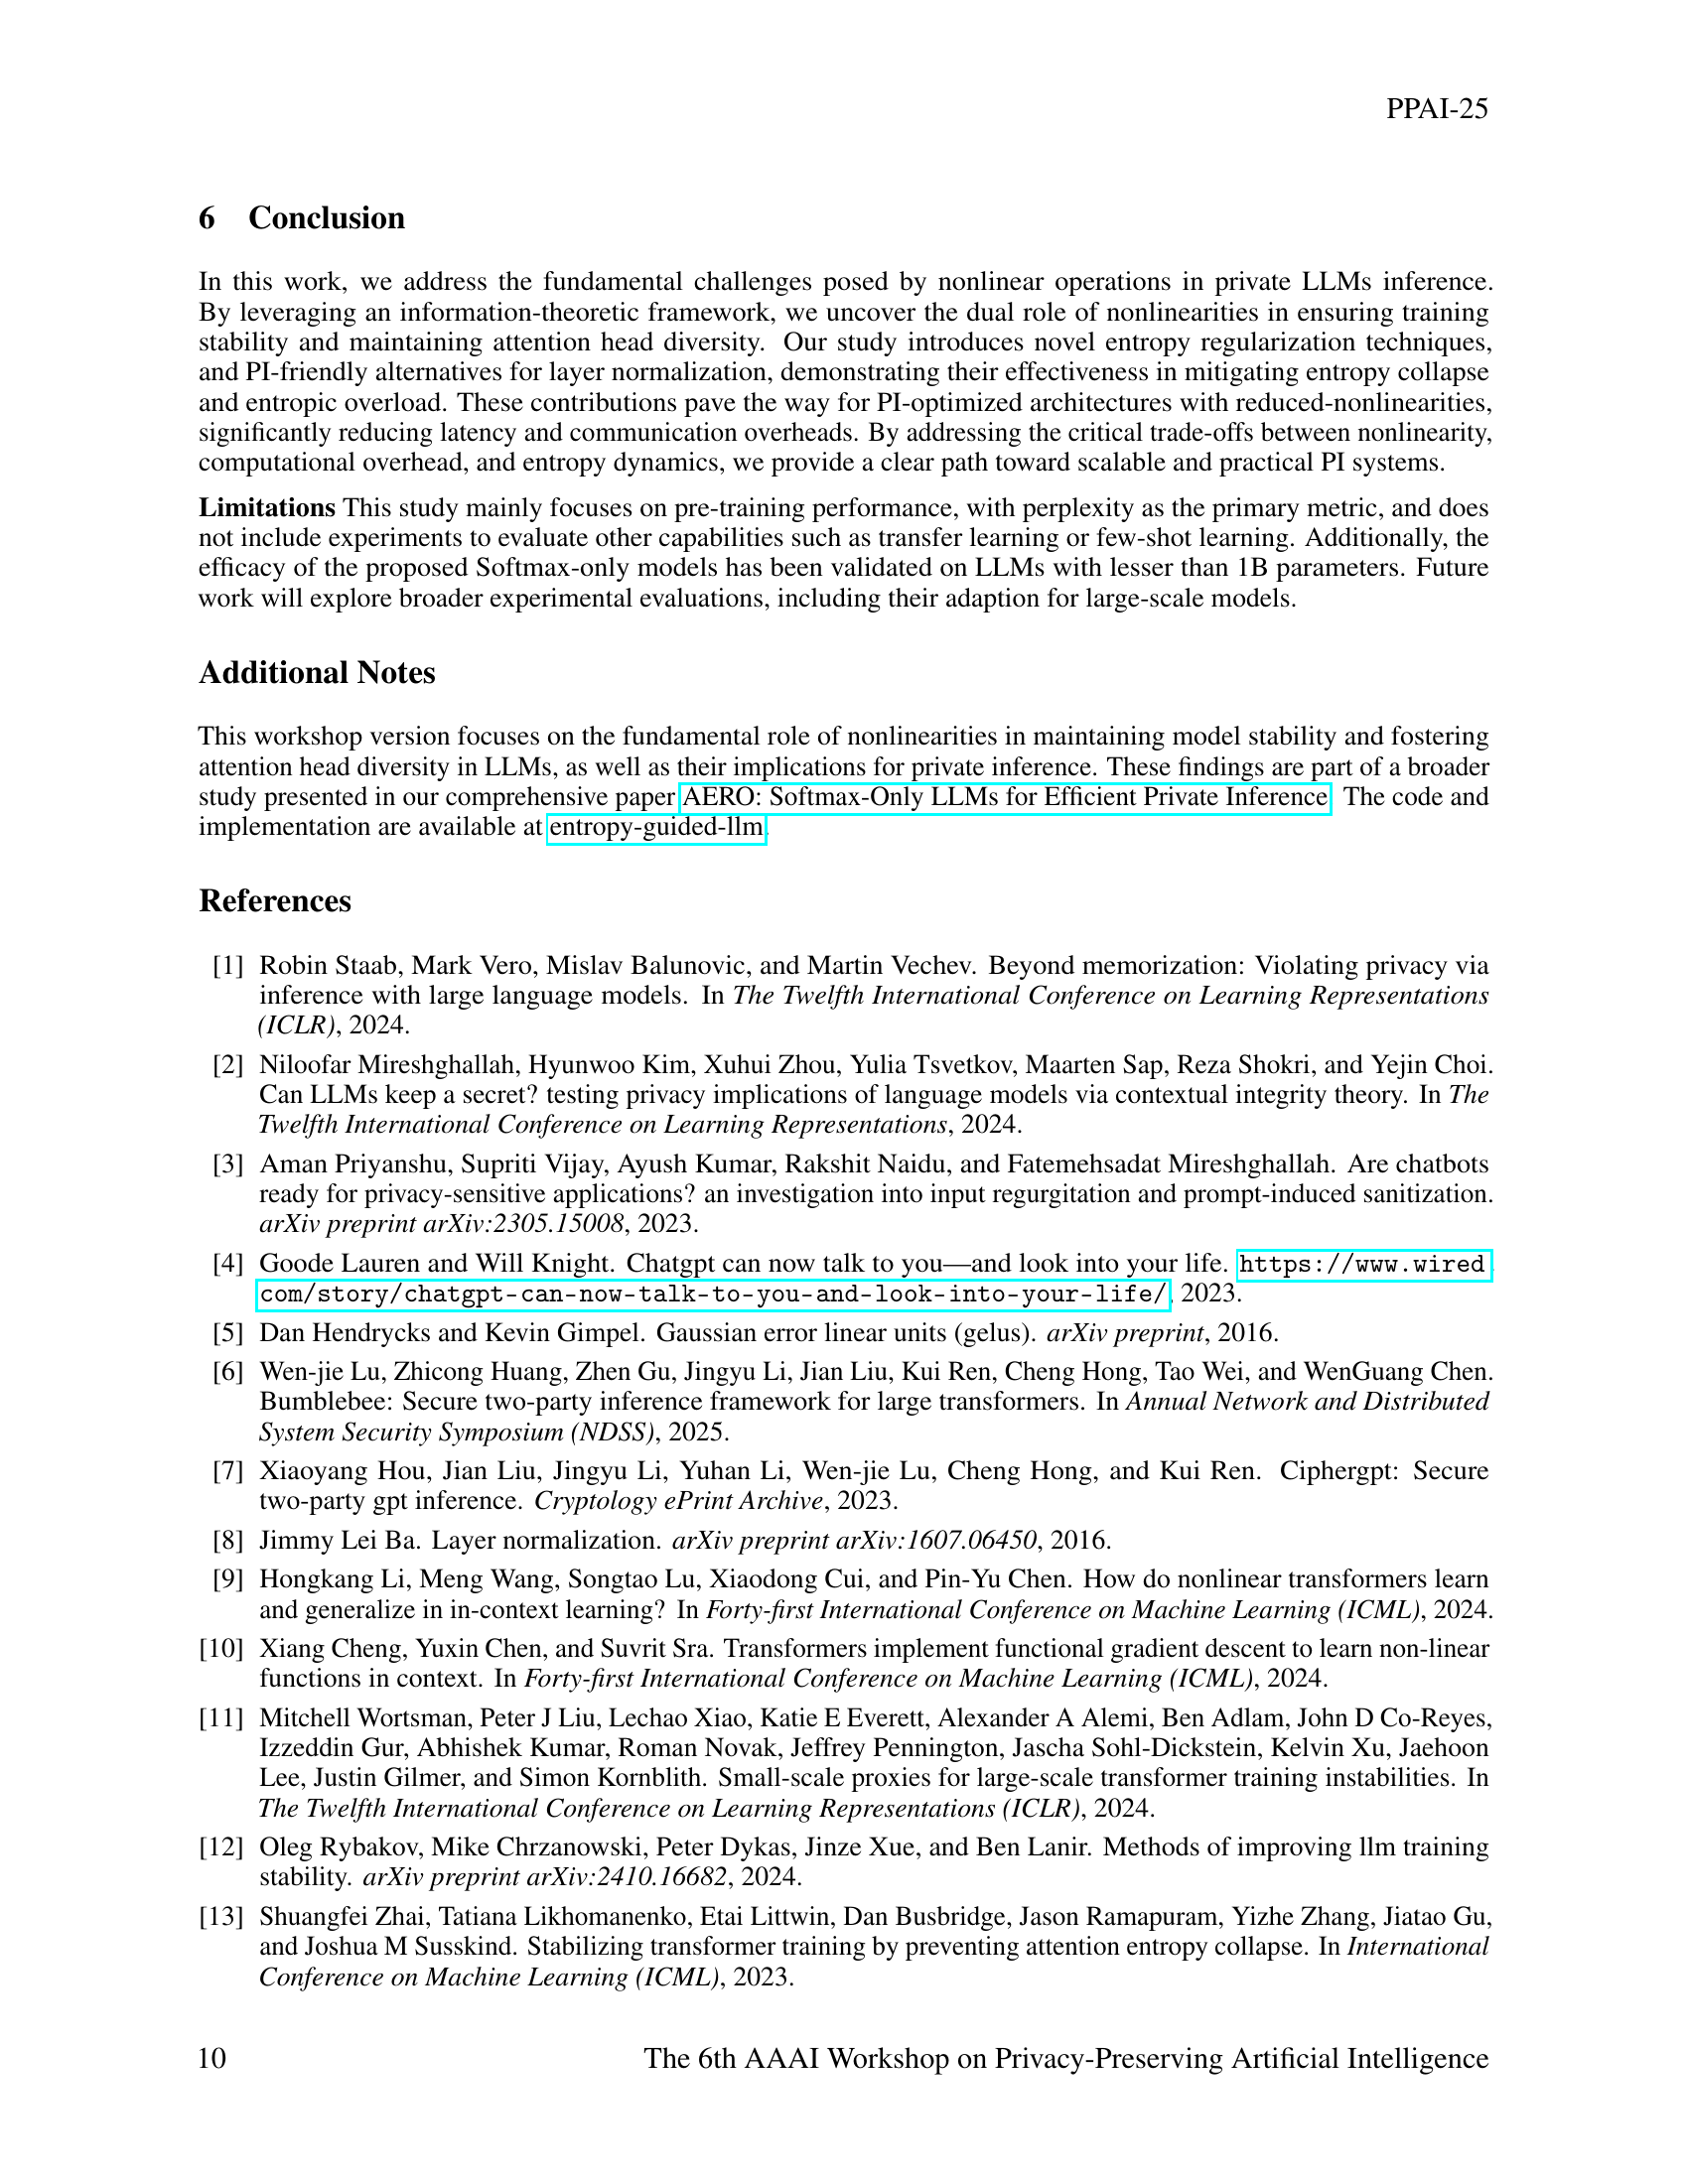 PPAI-25
6 Conclusion
In this work, we address the fundamental challenges posed by nonlinear operations in private LLMs inference.
By leveraging an information-theoretic framework, we uncover the dual role of nonlinearities in ensuring training
stability and maintaining attention head diversity. Our study introduces novel entropy regularization techniques,
and PI-friendly alternatives for layer normalization, demonstrating their effectiveness in mitigating entropy collapse
and entropic overload. These contributions pave the way for PI-optimized architectures with reduced-nonlinearities,
significantly reducing latency and communication overheads. By addressing the critical trade-offs between nonlinearity,
computational overhead, and entropy dynamics, we provide a clear path toward scalable and practical PI systems.
Limitations This study mainly focuses on pre-training performance, with perplexity as the primary metric, and does
not include experiments to evaluate other capabilities such as transfer learning or few-shot learning. Additionally, the
efficacy of the proposed Softmax-only models has been validated on LLMs with lesser than 1B parameters. Future
work will explore broader experimental evaluations, including their adaption for large-scale models.
Additional Notes
This workshop version focuses on the fundamental role of nonlinearities in maintaining model stability and fostering
attention head diversity in LLMs, as well as their implications for private inference. These findings are part of a broader
study presented in our comprehensive paper AERO: Softmax-Only LLMs for Efficient Private Inference. The code and
implementation are available at entropy-guided-llm.
References
[1] Robin Staab, Mark Vero, Mislav Balunovic, and Martin Vechev. Beyond memorization: Violating privacy via
inference with large language models. In The Twelfth International Conference on Learning Representations
(ICLR), 2024.
[2] Niloofar Mireshghallah, Hyunwoo Kim, Xuhui Zhou, Yulia Tsvetkov, Maarten Sap, Reza Shokri, and Yejin Choi.
Can LLMs keep a secret? testing privacy implications of language models via contextual integrity theory. In The
Twelfth International Conference on Learning Representations, 2024.
[3] Aman Priyanshu, Supriti Vijay, Ayush Kumar, Rakshit Naidu, and Fatemehsadat Mireshghallah. Are chatbots
ready for privacy-sensitive applications? an investigation into input regurgitation and prompt-induced sanitization.
arXiv preprint arXiv:2305.15008, 2023.
[4] Goode Lauren and Will Knight. Chatgpt can now talk to you—and look into your life. https://www.wired.
com/story/chatgpt-can-now-talk-to-you-and-look-into-your-life/, 2023.
[5] Dan Hendrycks and Kevin Gimpel. Gaussian error linear units (gelus). arXiv preprint, 2016.
[6] Wen-jie Lu, Zhicong Huang, Zhen Gu, Jingyu Li, Jian Liu, Kui Ren, Cheng Hong, Tao Wei, and WenGuang Chen.
Bumblebee: Secure two-party inference framework for large transformers. In Annual Network and Distributed
System Security Symposium (NDSS), 2025.
[7] Xiaoyang Hou, Jian Liu, Jingyu Li, Yuhan Li, Wen-jie Lu, Cheng Hong, and Kui Ren. Ciphergpt: Secure
two-party gpt inference. Cryptology ePrint Archive, 2023.
[8] Jimmy Lei Ba. Layer normalization. arXiv preprint arXiv:1607.06450, 2016.
[9] Hongkang Li, Meng Wang, Songtao Lu, Xiaodong Cui, and Pin-Yu Chen. How do nonlinear transformers learn
and generalize in in-context learning? In Forty-first International Conference on Machine Learning (ICML), 2024.
[10] Xiang Cheng, Yuxin Chen, and Suvrit Sra. Transformers implement functional gradient descent to learn non-linear
functions in context. In Forty-first International Conference on Machine Learning (ICML), 2024.
[11] Mitchell Wortsman, Peter J Liu, Lechao Xiao, Katie E Everett, Alexander A Alemi, Ben Adlam, John D Co-Reyes,
Izzeddin Gur, Abhishek Kumar, Roman Novak, Jeffrey Pennington, Jascha Sohl-Dickstein, Kelvin Xu, Jaehoon
Lee, Justin Gilmer, and Simon Kornblith. Small-scale proxies for large-scale transformer training instabilities. In
The Twelfth International Conference on Learning Representations (ICLR), 2024.
[12] Oleg Rybakov, Mike Chrzanowski, Peter Dykas, Jinze Xue, and Ben Lanir. Methods of improving llm training
stability. arXiv preprint arXiv:2410.16682, 2024.
[13] Shuangfei Zhai, Tatiana Likhomanenko, Etai Littwin, Dan Busbridge, Jason Ramapuram, Yizhe Zhang, Jiatao Gu,
and Joshua M Susskind. Stabilizing transformer training by preventing attention entropy collapse. In International
Conference on Machine Learning (ICML), 2023.
10 The 6th AAAI Workshop on Privacy-Preserving Artificial Intelligence